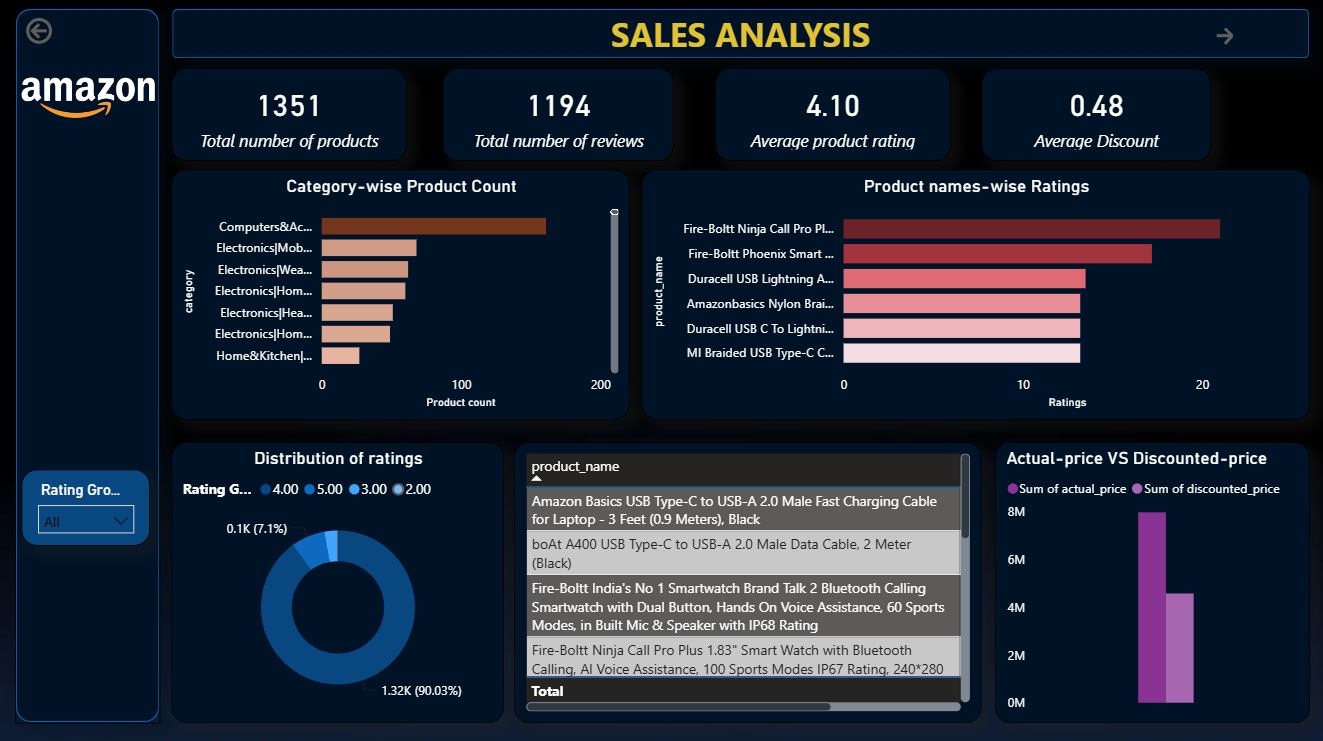 SALES ANALYSIS
amazon
1351
Total number of products
1194
Total number of reviews
4.10
Average product rating
0.48
Average Discount
Category-wise Product Count
category
Computers&Ac...
Electronics|Mob...
Electronics|Wea...
Electronics|Hom...
Electronics|Hea...
Electronics|Hom...
Home&Kitchen|...
0 100 200
Product count
Product names-wise Ratings
product_name
Fire-Boltt Ninja Call Pro Pl...
Fire-Boltt Phoenix Smart ...
Duracell USB Lightning A...
Amazonbasics Nylon Brai...
Duracell USB C To Lightni...
MI Braided USB Type-C C...
0 10 20
Ratings
Rating Gro...
All
Distribution of ratings
Rating G... 4.00 5.00 3.00 2.00
0.1K (7.1%)
1.32K (90.03%)
product_name
Amazon Basics USB Type-C to USB-A 2.0 Male Fast Charging Cable
for Laptop - 3 Feet (0.9 Meters), Black
boAt A400 USB Type-C to USB-A 2.0 Male Data Cable, 2 Meter
(Black)
Fire-Boltt India's No 1 Smartwatch Brand Talk 2 Bluetooth Calling
Smartwatch with Dual Button, Hands On Voice Assistance, 60 Sports
Modes, in Built Mic & Speaker with IP68 Rating
Fire-Boltt Ninja Call Pro Plus 1.83" Smart Watch with Bluetooth
Calling, AI Voice Assistance, 100 Sports Modes IP67 Rating, 240*280
Total
Actual-price VS Discounted-price
Sum of actual_price Sum of discounted_price
8M
6M
4M
2M
0M